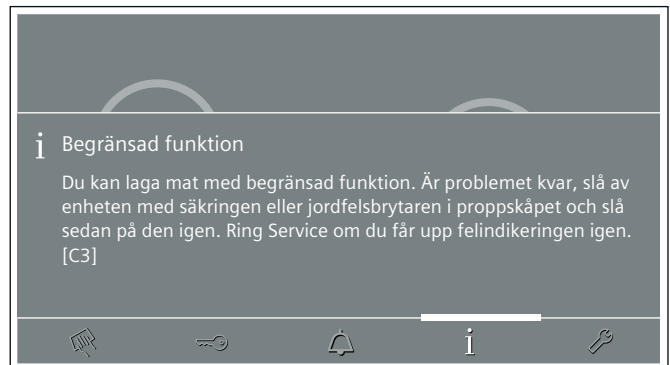 i Begränsad funktion
Du kan laga mat med begränsad funktion. Är problemet kvar, slå av
enheten med säkringen eller jordfelsbrytaren i proppskåpet och slå
sedan på den igen. Ring Service om du får upp felindikeringen igen.
[C3]
i